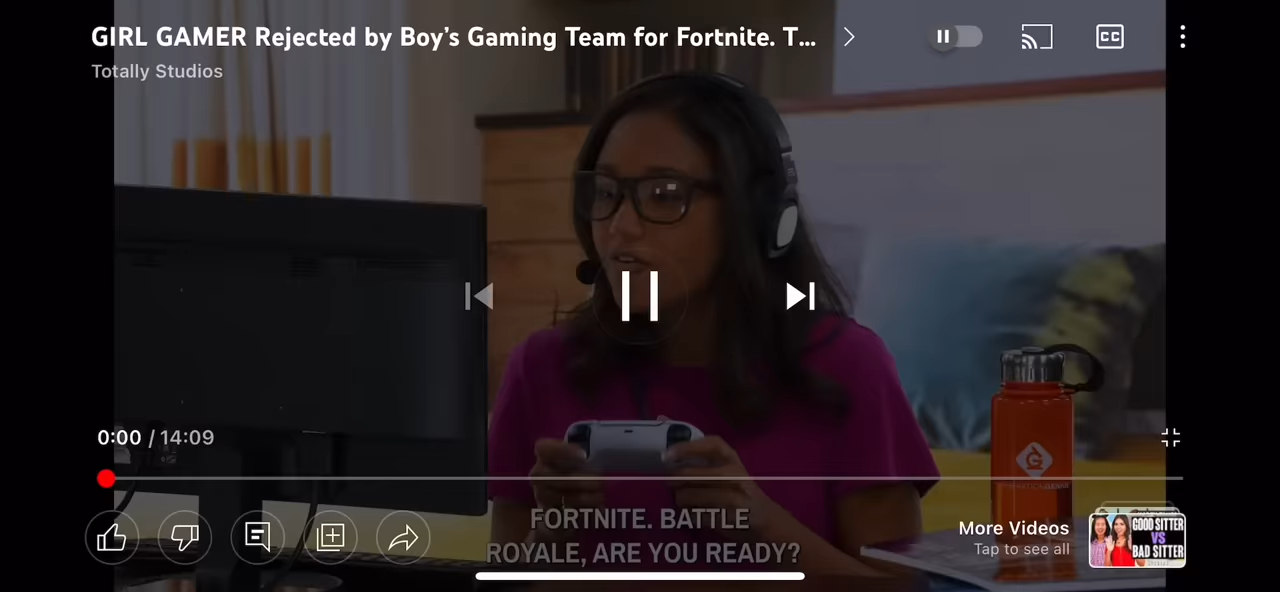 GIRL GAMER Rejected by Boy's Gaming Team for Fortnite. T...
Totally Studios
CC
0:00 / 14:09
FORTNITE. BATTLE
ROYALE, ARE YOU READY?
More Videos
Tap to see all
GOOD SITTER
VS
BAD SITTER